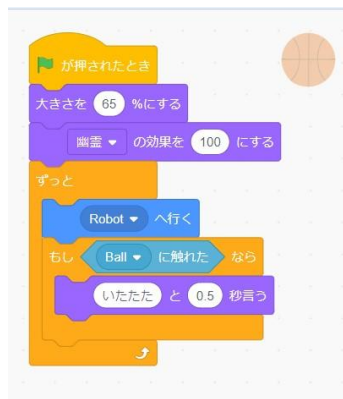 が押されたとき
大きさを 65 %にする
幽霊 の効果を 100 にする
ずっと
Robot へ行く
もし Ball に触れた なら
いたたた と 0.5 秒言う